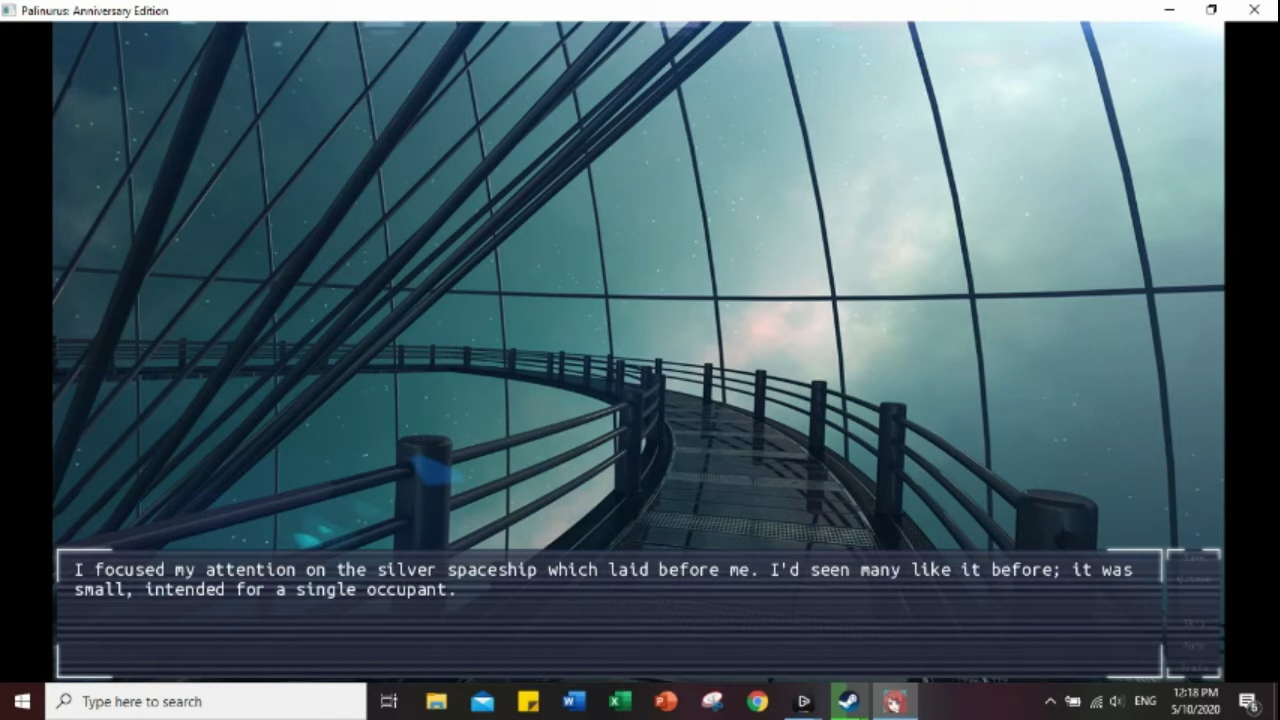 Palinurus: Anniversary Edition
I focused my attention on the silver spaceship which laid before me. I'd seen many like it before; it was
small, intended for a single occupant.
Type here to search
ENG
12:18 PM
5/10/2020